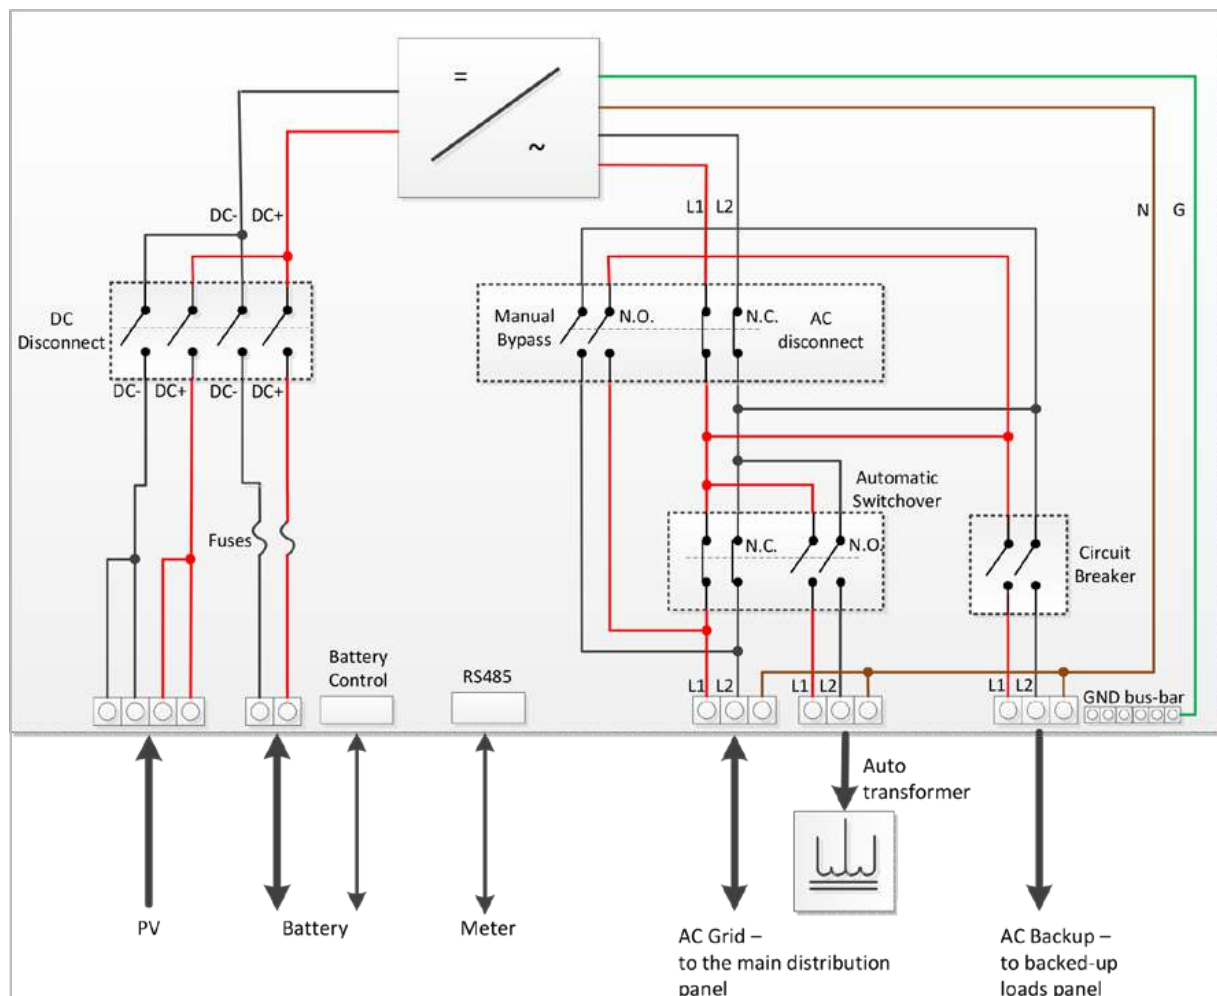 =
~
DC- DC+
L1 L2
N G
DC
Disconnect
Manual
Bypass
N.O.
N.C.
AC
disconnect
DC- DC+ DC- DC+
Automatic
Switchover
Fuses
N.C.
N.O.
Circuit
Breaker
Battery
Control
RS485
L1 L2
L1 L2
L1 L2
GND bus-bar
Auto
transformer
PV
Battery
Meter
AC Grid –
to the main distribution
panel
AC Backup –
to backed-up
loads panel